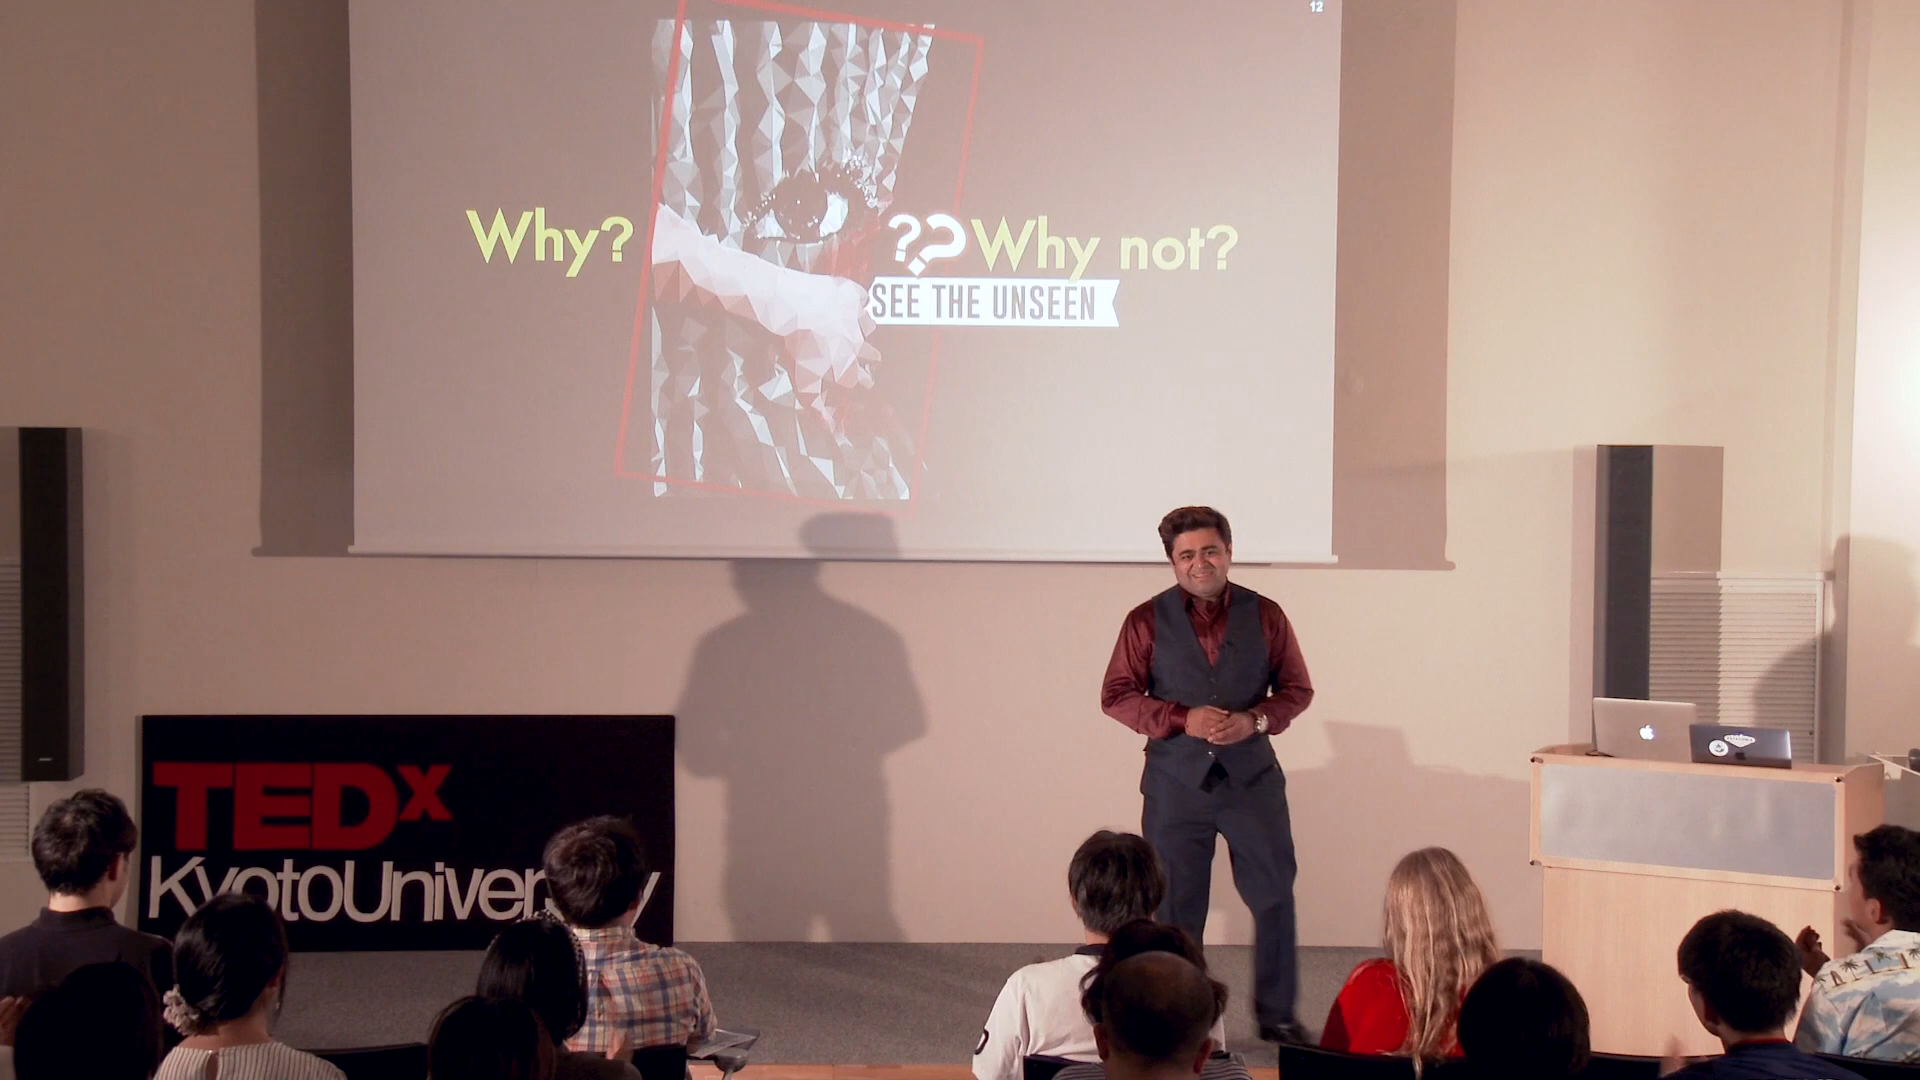 12
Why?
?? Why not?
SEE THE UNSEEN
TEDx
KyotoUniversity